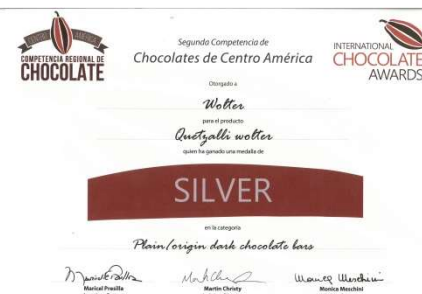 CENTRO AMÉRICA
COMPETENCIA REGIONAL DE
CHOCOLATE
Segunda Competencia de
Chocolates de Centro América
INTERNATIONAL
CHOCOLATE
AWARDS
Otorgado a
Wolter
para el producto
Quetzalli wolter
quien ha ganado una medalla de
SILVER
en la categoría
Plain/origin dark chocolate bars
Maricel Presilla
Martin Christy
Monica Meschini